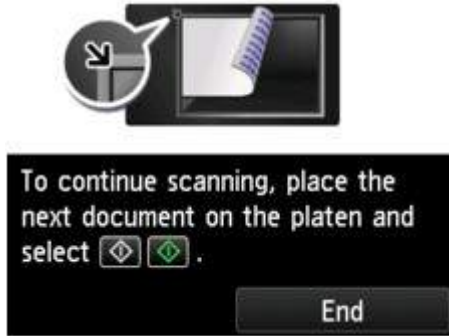 To continue scanning, place the
next document on the platen and
select .
End